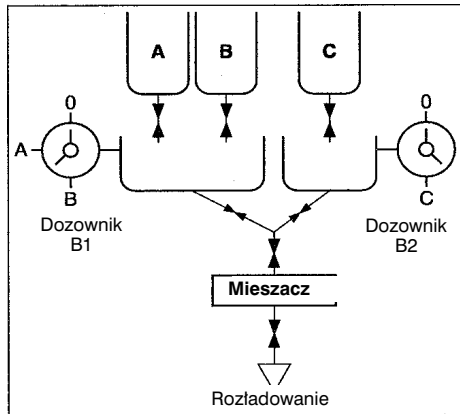 A B C
0 0
A
B C
Dozownik Dozownik
B1 B2
Mieszacz
Rozładowanie